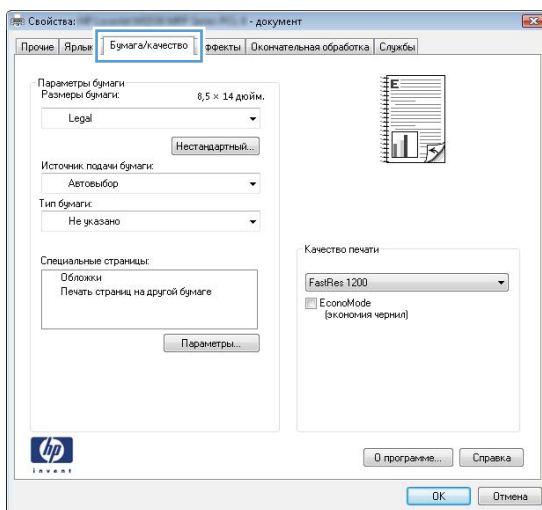 Свойства: - документ
Прочие
Ярлык
Бумага/качество
ффекты
Окончательная обработка
Службы
Параметры бумаги
Размеры бумаги:
8,5 × 14 дюйм.
Legal
Нестандартный...
Источник подачи бумаги:
Автовыбор
Тип бумаги:
Не указано
Специальные страницы:
Обложки
Печать страниц на другой бумаге
Параметры...
E
Качество печати
FastRes 1200
EconoMode
(экономия чернил)
hp
invent
О программе...
Справка
OK
Отмена